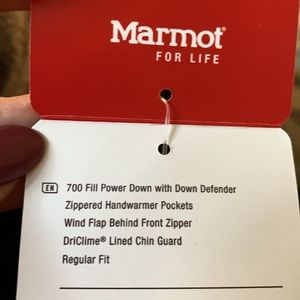 Marmot®
FOR LIFE
EN 700 Fill Power Down with Down Defender
Zippered Handwarmer Pockets
Wind Flap Behind Front Zipper
DriClime® Lined Chin Guard
Regular Fit